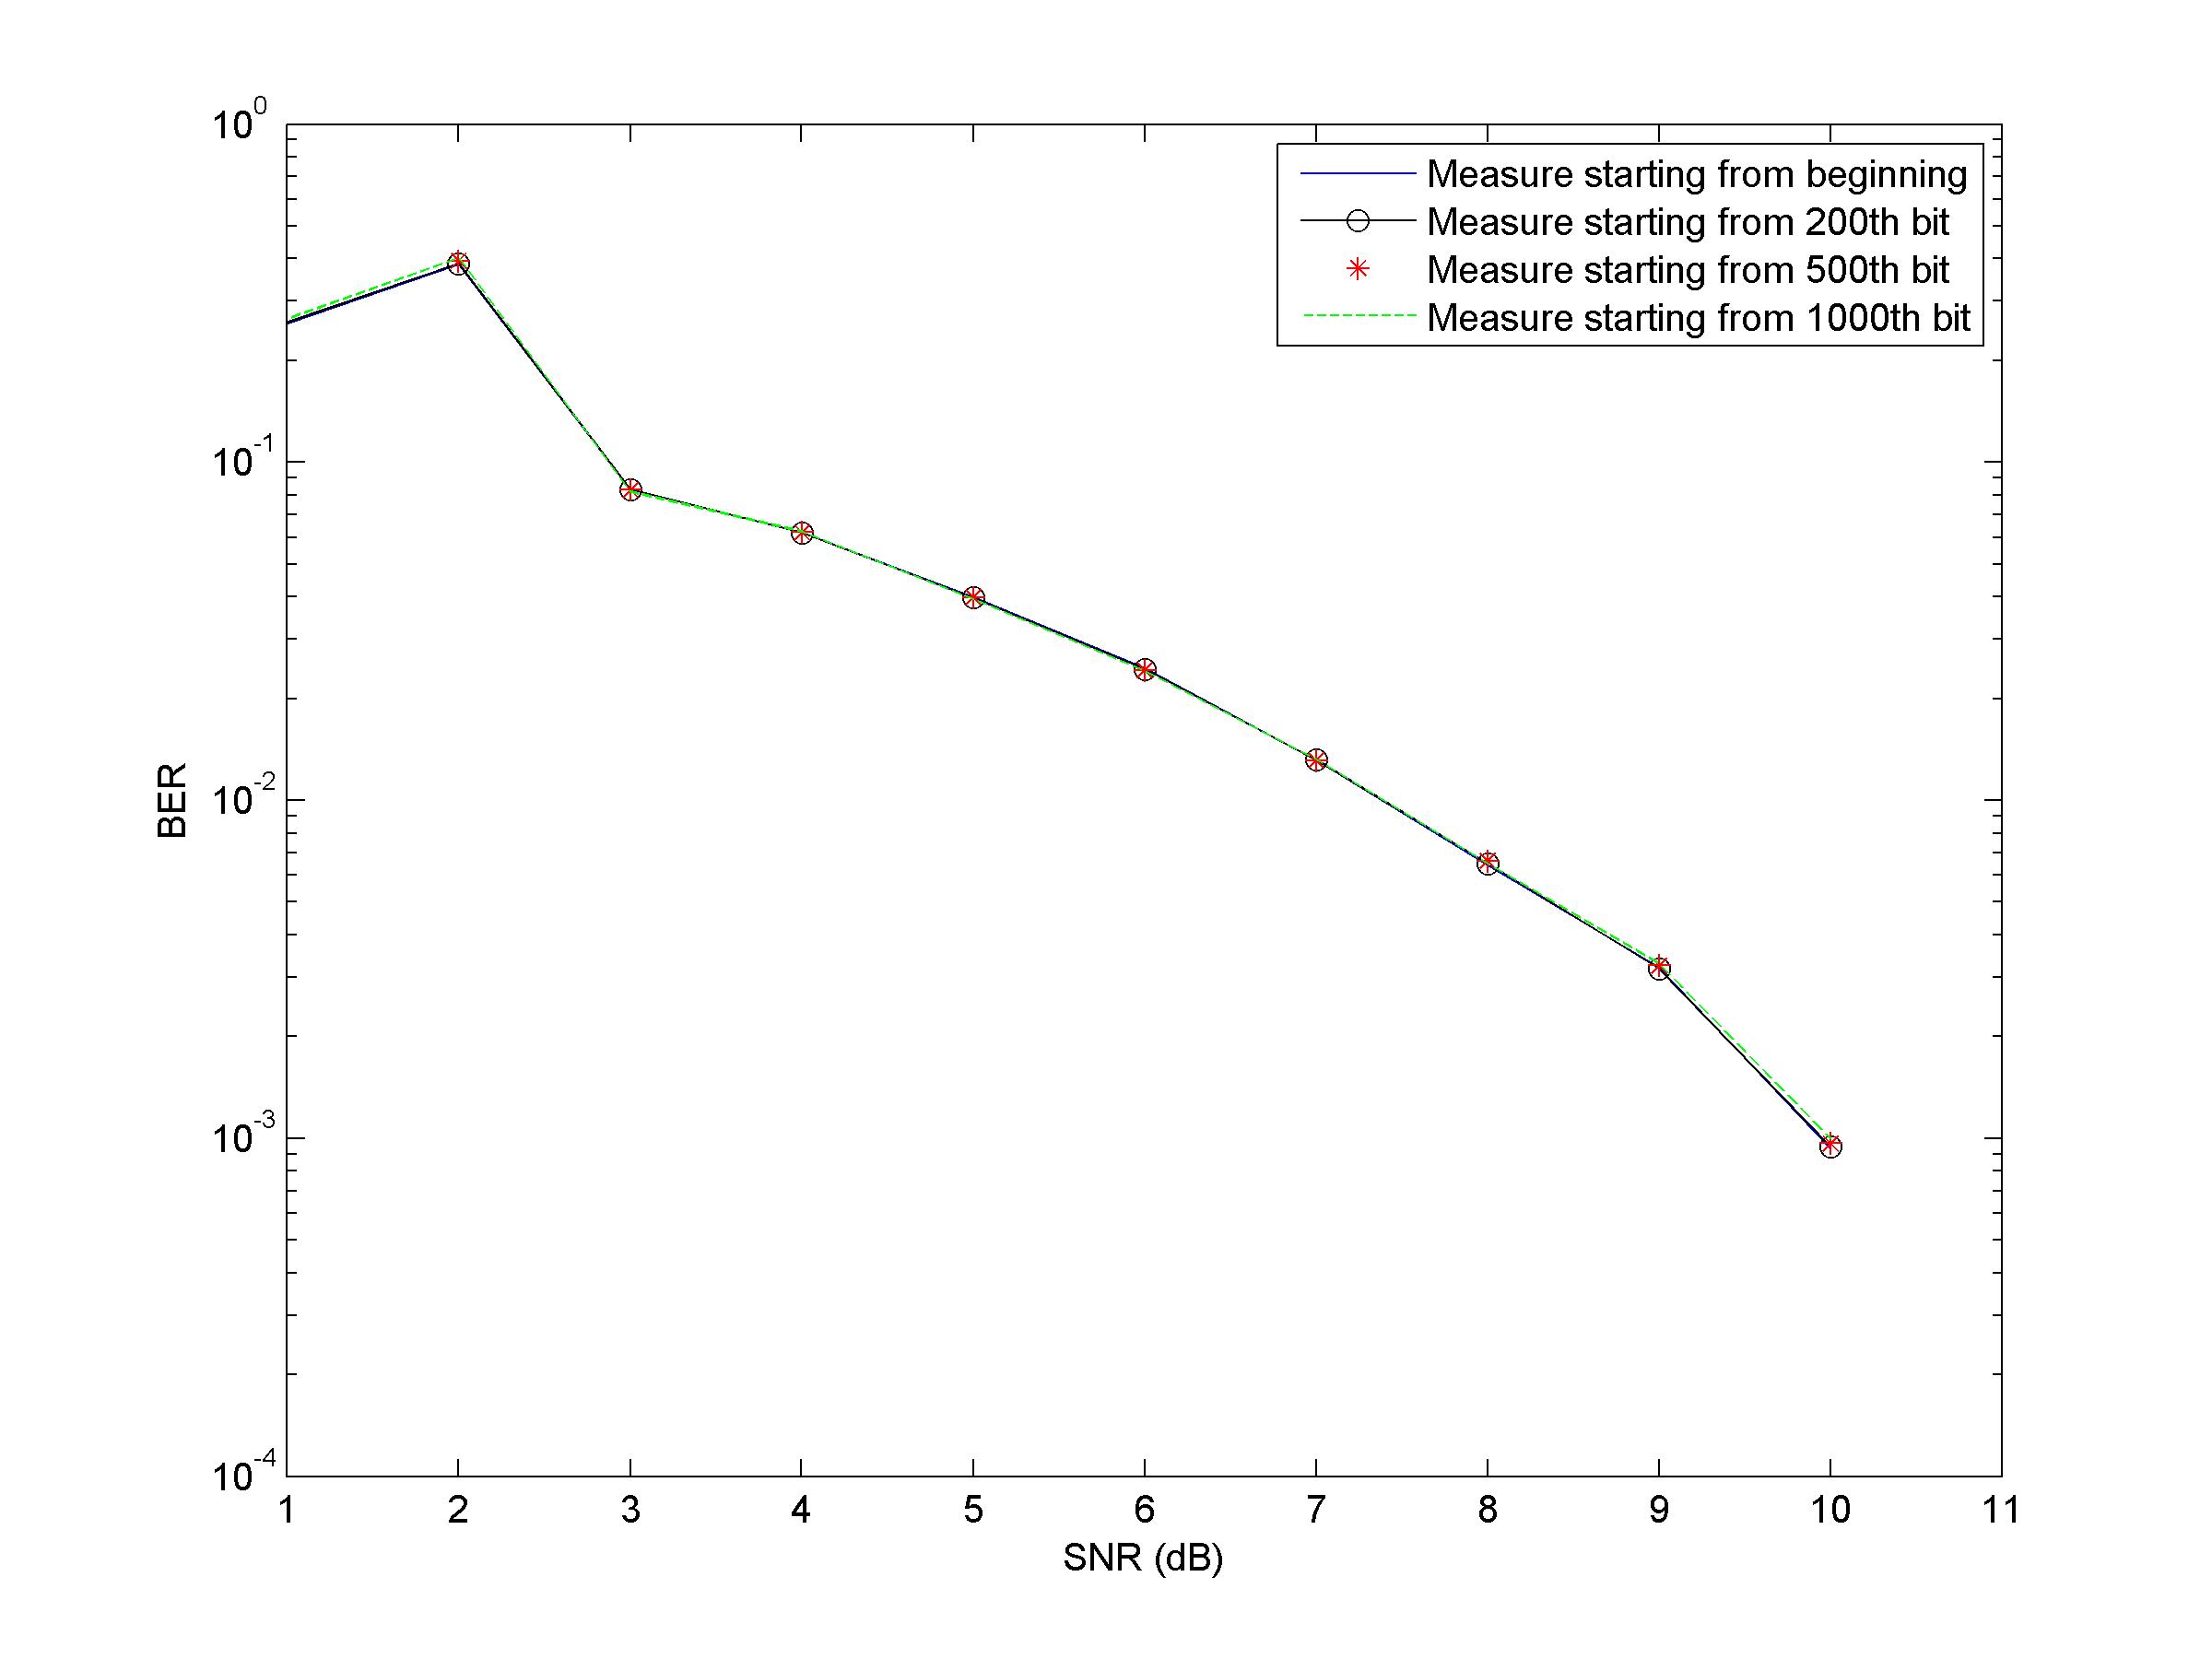 10^0
10^-1
10^-2
10^-3
10^-4
BER
1 2 3 4 5 6 7 8 9 10 11
SNR (dB)
Measure starting from beginning
Measure starting from 200th bit
Measure starting from 500th bit
Measure starting from 1000th bit